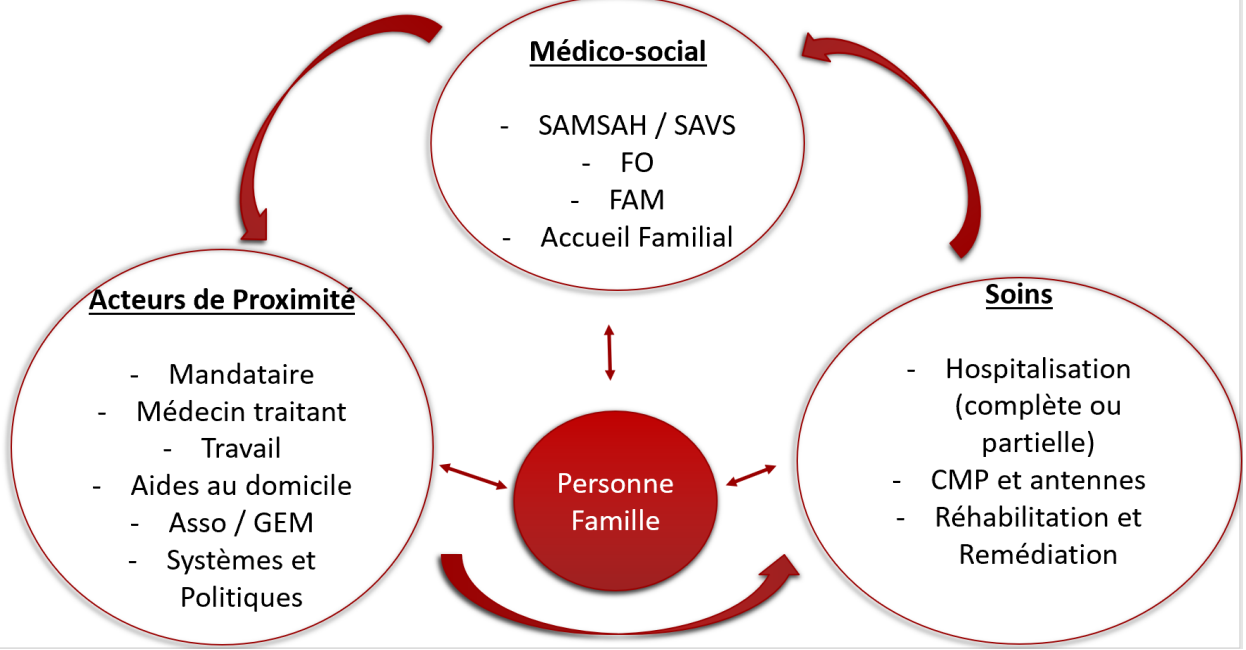 Médico-social
- SAMSAH / SAVS
- FO
- FAM
- Accueil Familial
Acteurs de Proximité
- Mandataire
- Médecin traitant
- Travail
- Aides au domicile
- Asso / GEM
- Systèmes et
Politiques
Personne
Famille
Soins
- Hospitalisation
(complète ou
partielle)
- CMP et antennes
- Réhabilitation et
Remédiation